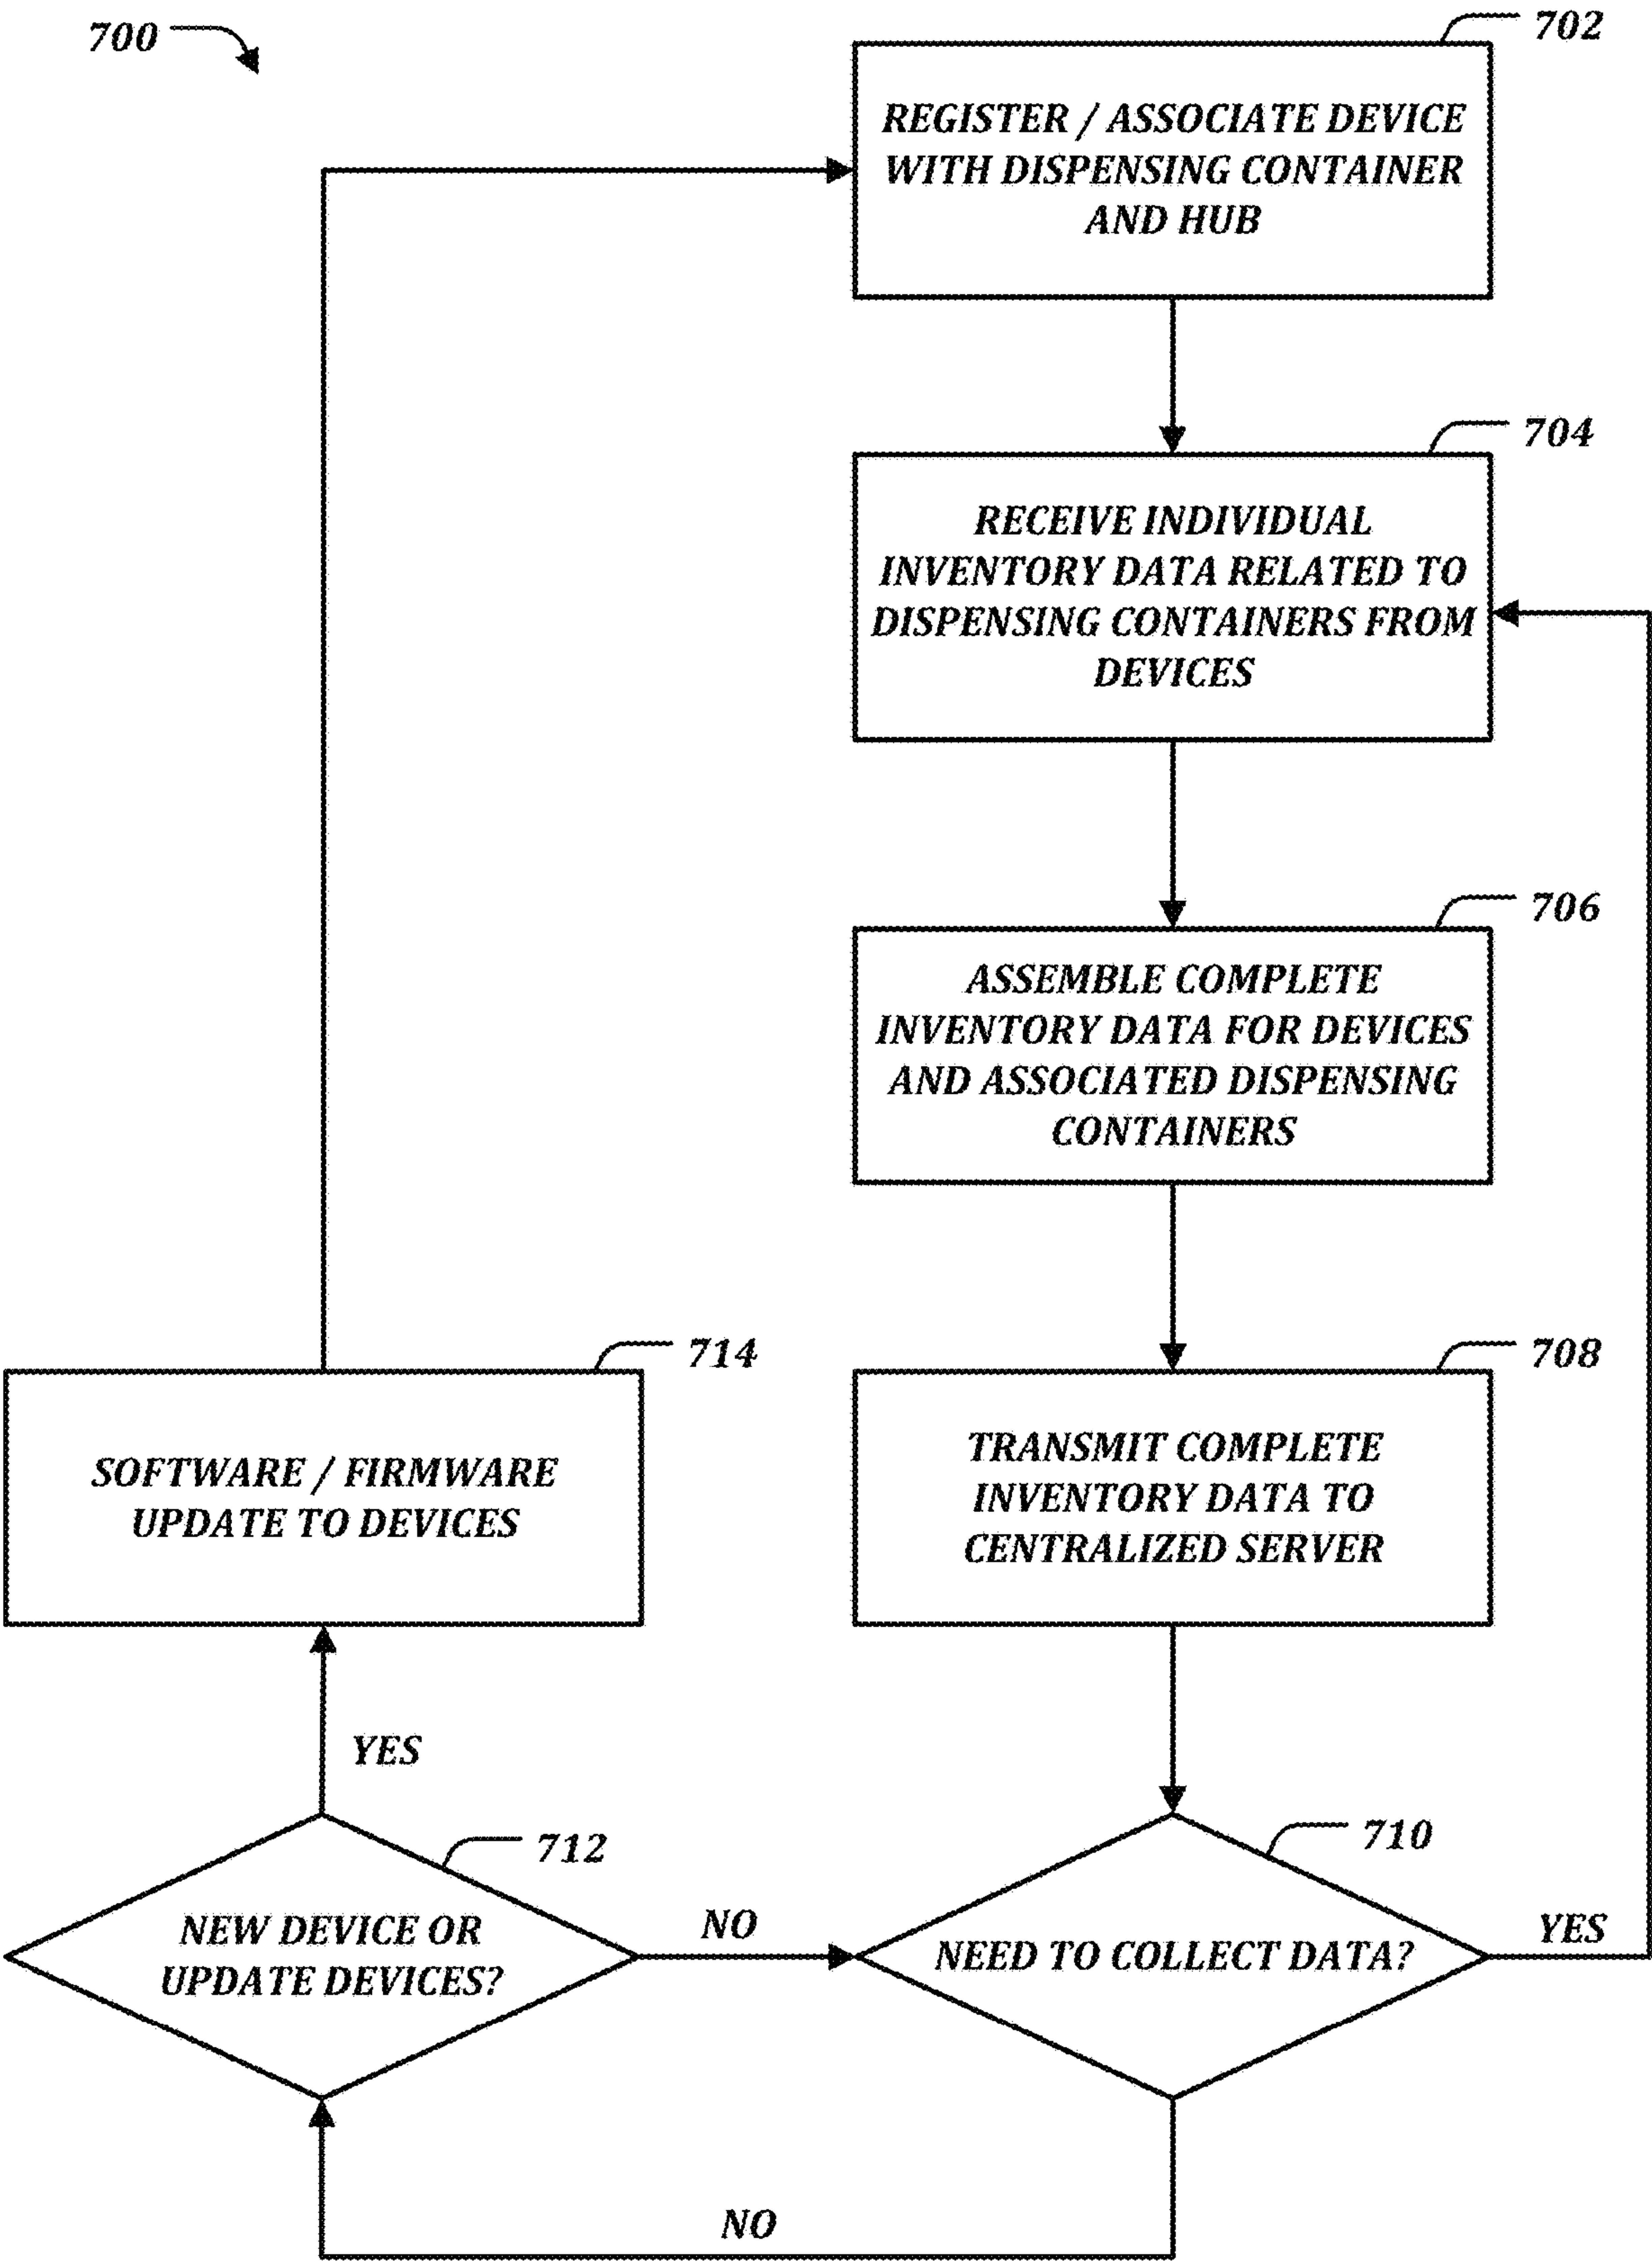 700
702
REGISTER / ASSOCIATE DEVICE
WITH DISPENSING CONTAINER
AND HUB
704
RECEIVE INDIVIDUAL
INVENTORY DATA RELATED TO
DISPENSING CONTAINERS FROM
DEVICES
706
ASSEMBLE COMPLETE
INVENTORY DATA FOR DEVICES
AND ASSOCIATED DISPENSING
CONTAINERS
708
TRANSMIT COMPLETE
INVENTORY DATA TO
CENTRALIZED SERVER
714
SOFTWARE / FIRMWARE
UPDATE TO DEVICES
YES
712
NEW DEVICE OR
UPDATE DEVICES?
NO
710
NEED TO COLLECT DATA?
YES
NO